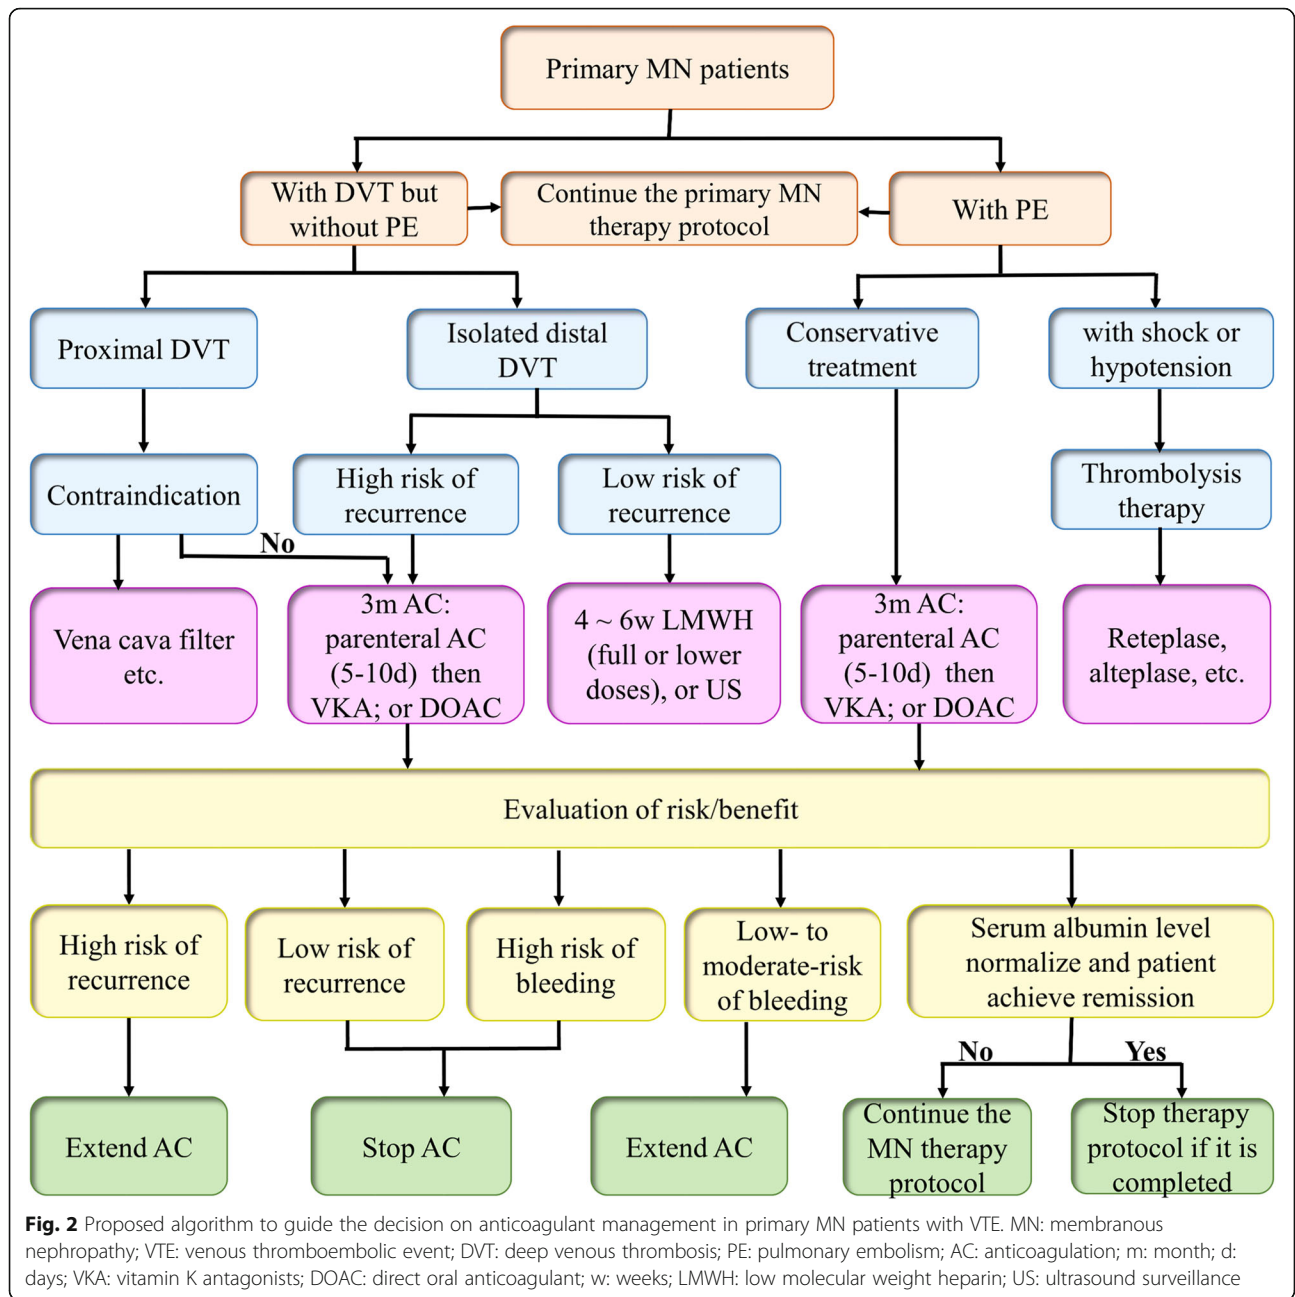 Primary MN patients
With DVT but
without PE
Continue the primary MN
therapy protocol
With PE
Proximal DVT
Isolated distal
DVT
Conservative
treatment
with shock or
hypotension
Contraindication
High risk of
recurrence
Low risk of
recurrence
Thrombolysis
therapy
No
Vena cava filter
etc.
3m AC:
parenteral AC
(5-10d) then
VKA; or DOAC
4 ~ 6w LMWH
(full or lower
doses), or US
3m AC:
parenteral AC
(5-10d) then
VKA; or DOAC
Reteplase,
alteplase, etc.
Evaluation of risk/benefit
High risk of
recurrence
Low risk of
recurrence
High risk of
bleeding
Low- to
moderate-risk
of bleeding
Serum albumin level
normalize and patient
achieve remission
No
Yes
Extend AC
Stop AC
Extend AC
Continue the
MN therapy
protocol
Stop therapy
protocol if it is
completed
Fig. 2 Proposed algorithm to guide the decision on anticoagulant management in primary MN patients with VTE. MN: membranous
nephropathy; VTE: venous thromboembolic event; DVT: deep venous thrombosis; PE: pulmonary embolism; AC: anticoagulation; m: month; d:
days; VKA: vitamin K antagonists; DOAC: direct oral anticoagulant; w: weeks; LMWH: low molecular weight heparin; US: ultrasound surveillance